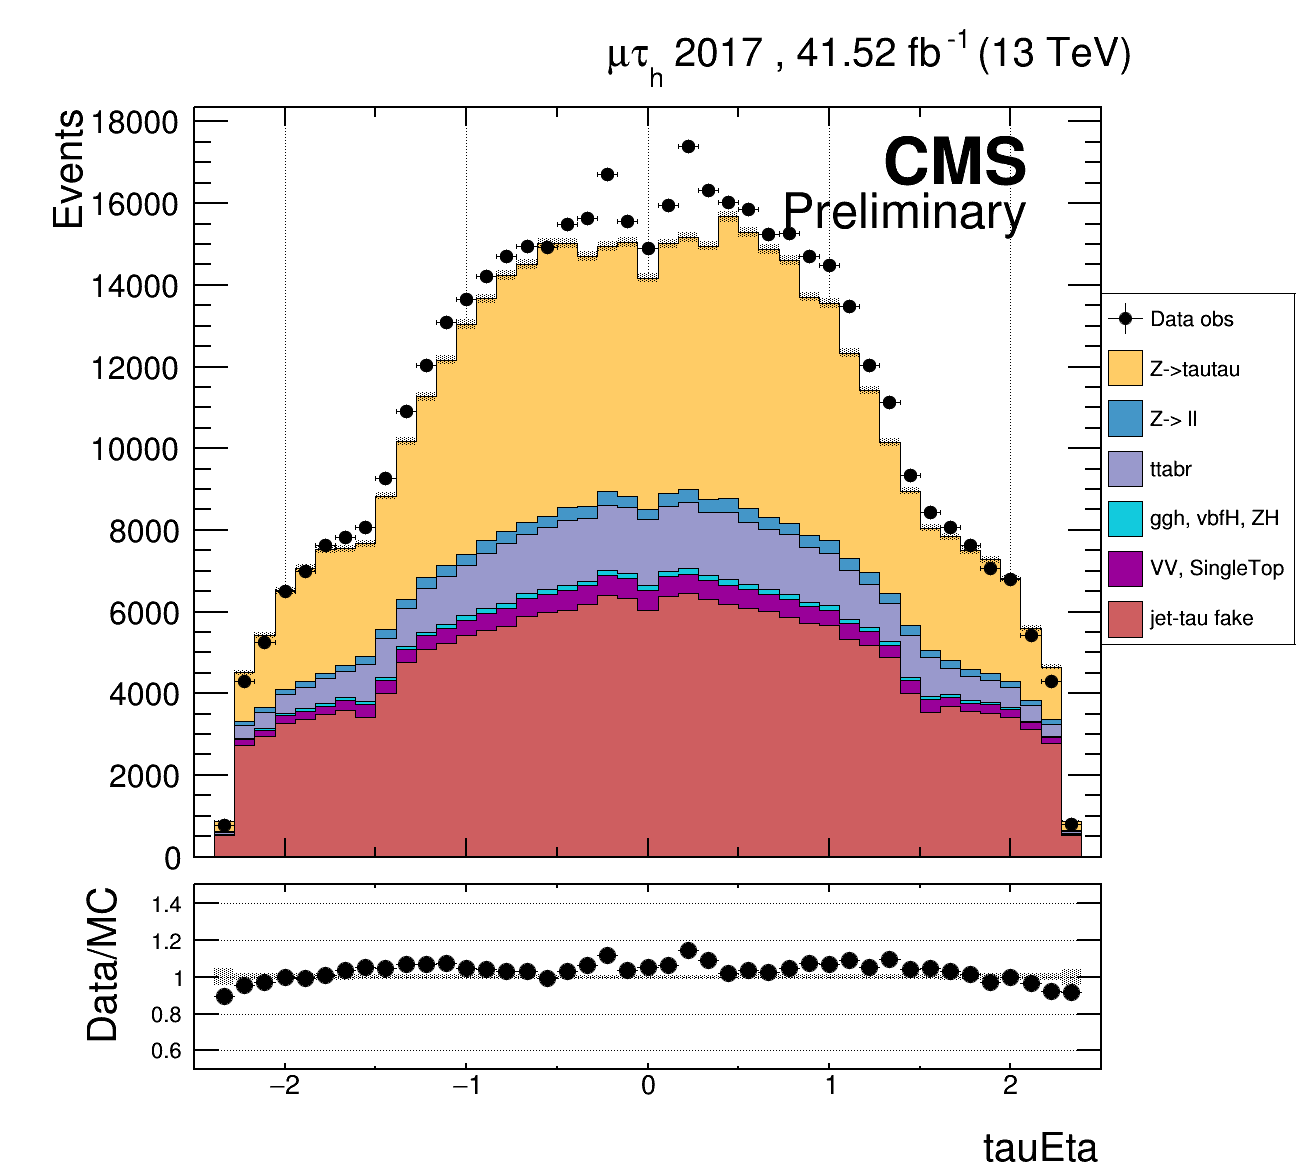 μτh 2017 , 41.52 fb-1 (13 TeV)
Events
18000
16000
14000
12000
10000
8000
6000
4000
2000
0
CMS
Preliminary
Data obs
Z->tautau
Z-> ll
ttabr
ggh, vbfH, ZH
VV, SingleTop
jet-tau fake
Data/MC
1.4
1.2
1
0.8
0.6
−2 −1 0 1 2
tauEta